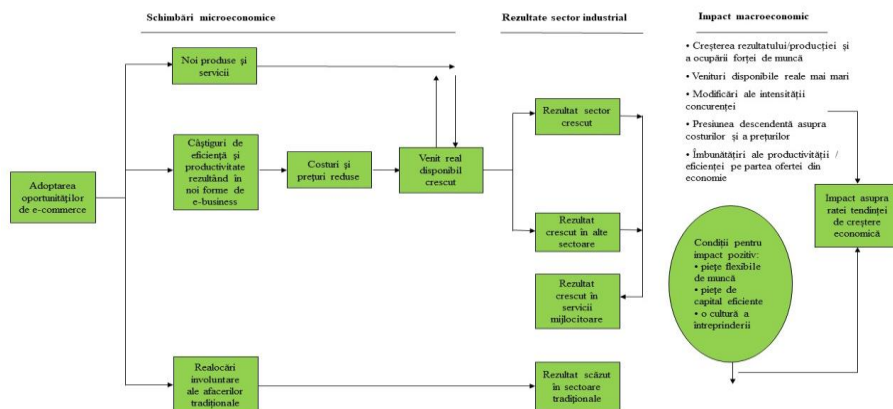 Schimbări microeconomice
Rezultate sector industrial
Impact macroeconomic
Noi produse și
servicii
Câștiguri de
eficiență și
productivitate
rezultând în
noi forme de
e-business
Costuri și
prețuri reduse
Venit real
disponibil
crescut
Adoptarea
oportunităților
de e-commerce
Realocări
involuntare
ale afacerilor
tradiționale
Rezultat sector
crescut
Rezultat
crescut în alte
sectoare
Rezultat
crescut în
servicii
mijlocitoare
Rezultat scăzut
în sectoare
tradiționale
• Creșterea rezultatului/producției și
a ocupării forței de muncă
• Venituri disponibile reale mai mari
• Modificări ale intensității
concurenței
• Presiunea descendentă asupra
costurilor și a prețurilor
• Îmbunătățiri ale productivității /
eficienței pe partea ofertei din
economie
Condiții pentru
impact pozitiv:
• piețe flexibile
de muncă
• piețe de
capital eficiente
• o cultură a
întreprinderii
Impact asupra
ratei tendinței
de creștere
economică